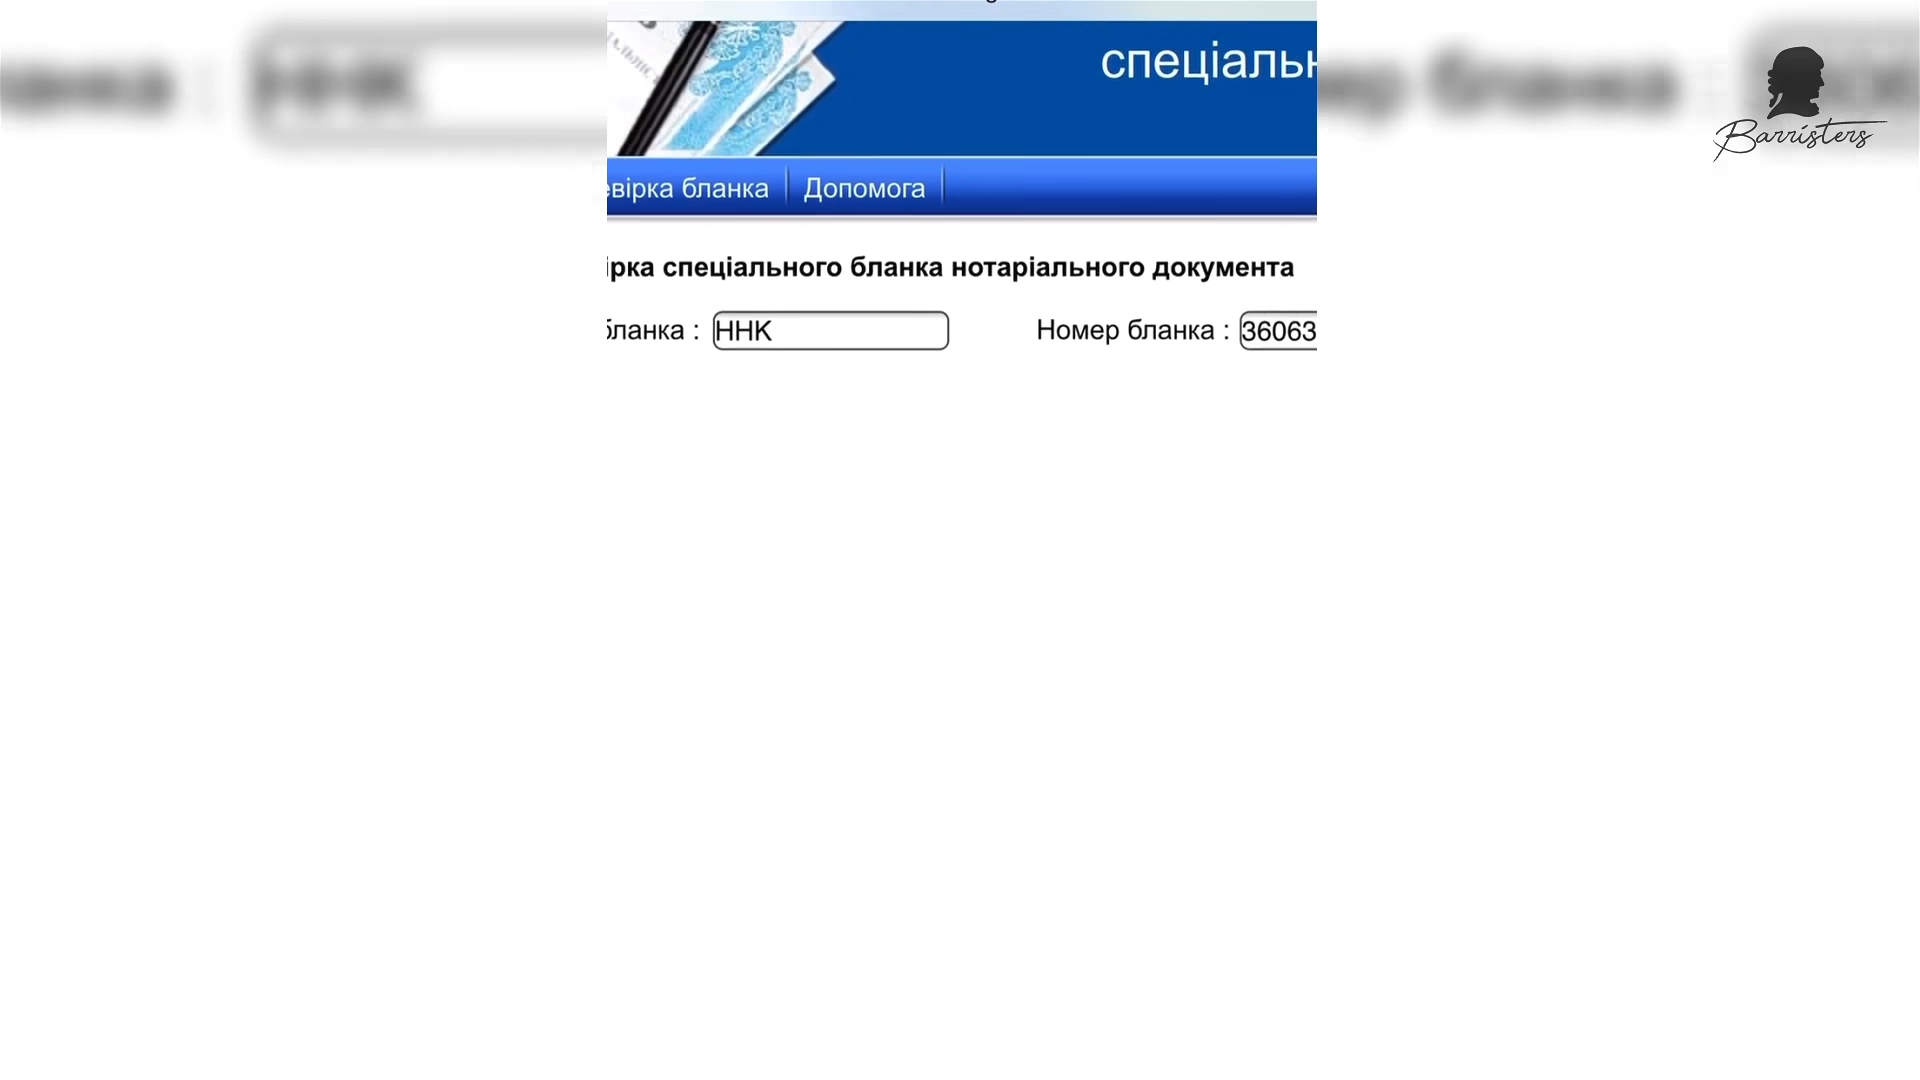 спеціальн
евірка бланка
Допомога
ірка спеціального бланка нотаріального документа
бланка : ННК
Номер бланка : 36063
Barristers